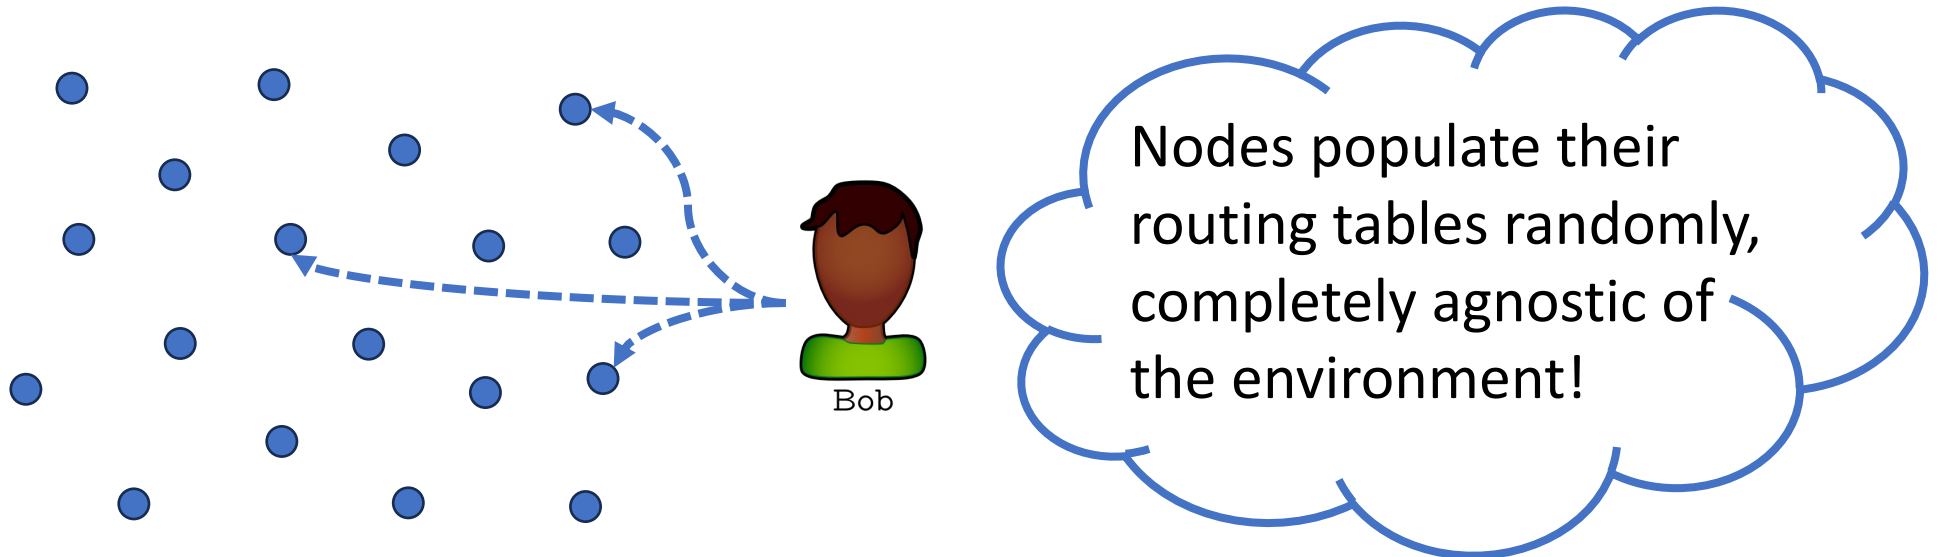 Nodes populate their
routing tables randomly,
completely agnostic of
the environment!
Bob